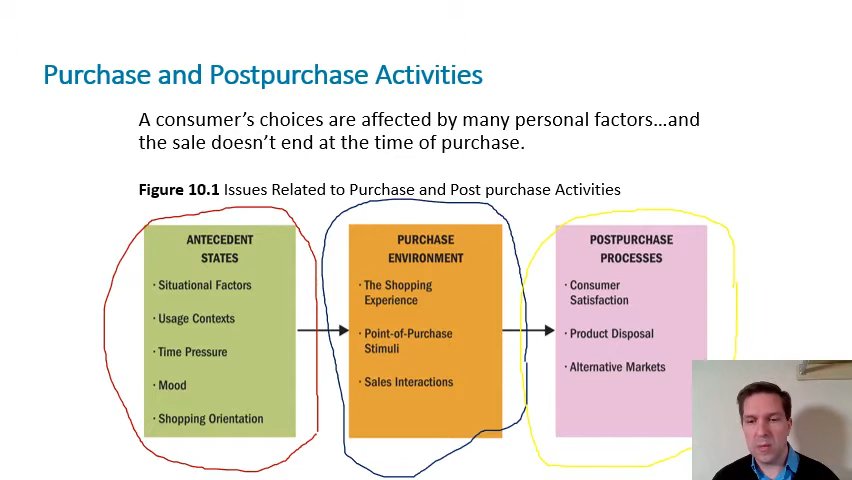 Purchase and Postpurchase Activities
A consumer's choices are affected by many personal factors…and
the sale doesn't end at the time of purchase.
Figure 10.1 Issues Related to Purchase and Post purchase Activities
ANTECEDENT
STATES
· Situational Factors
· Usage Contexts
· Time Pressure
· Mood
· Shopping Orientation
PURCHASE
ENVIRONMENT
· The Shopping
Experience
· Point-of-Purchase
Stimuli
· Sales Interactions
POSTPURCHASE
PROCESSES
· Consumer
Satisfaction
· Product Disposal
· Alternative Markets